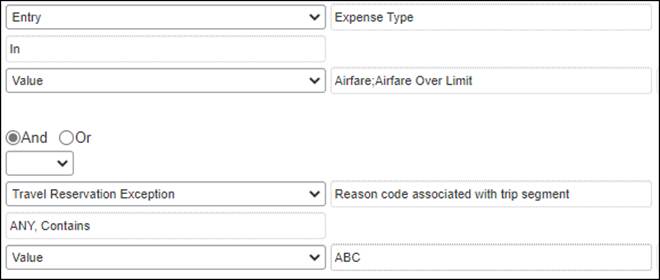 Entry Expense Type
In
Value Airfare;Airfare Over Limit
And Or
Travel Reservation Exception Reason code associated with trip segment
ANY, Contains
Value ABC